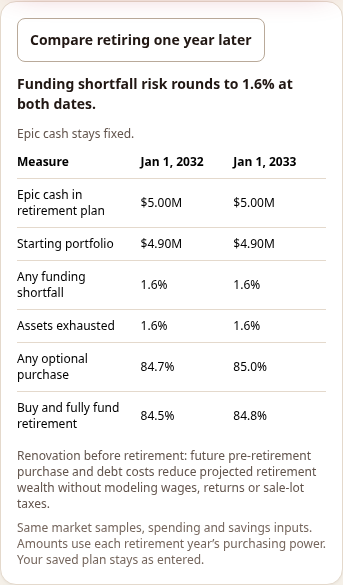 Compare retiring one year later
Funding shortfall risk rounds to 1.6% at
both dates.
Epic cash stays fixed.
Measure Jan 1, 2032 Jan 1, 2033
Epic cash in
retirement plan $5.00M $5.00M
Starting portfolio $4.90M $4.90M
Any funding
shortfall 1.6% 1.6%
Assets exhausted 1.6% 1.6%
Any optional
purchase 84.7% 85.0%
Buy and fully fund
retirement 84.5% 84.8%
Renovation before retirement: future pre-retirement
purchase and debt costs reduce projected retirement
wealth without modeling wages, returns or sale-lot
taxes.
Same market samples, spending and savings inputs.
Amounts use each retirement year's purchasing power.
Your saved plan stays as entered.